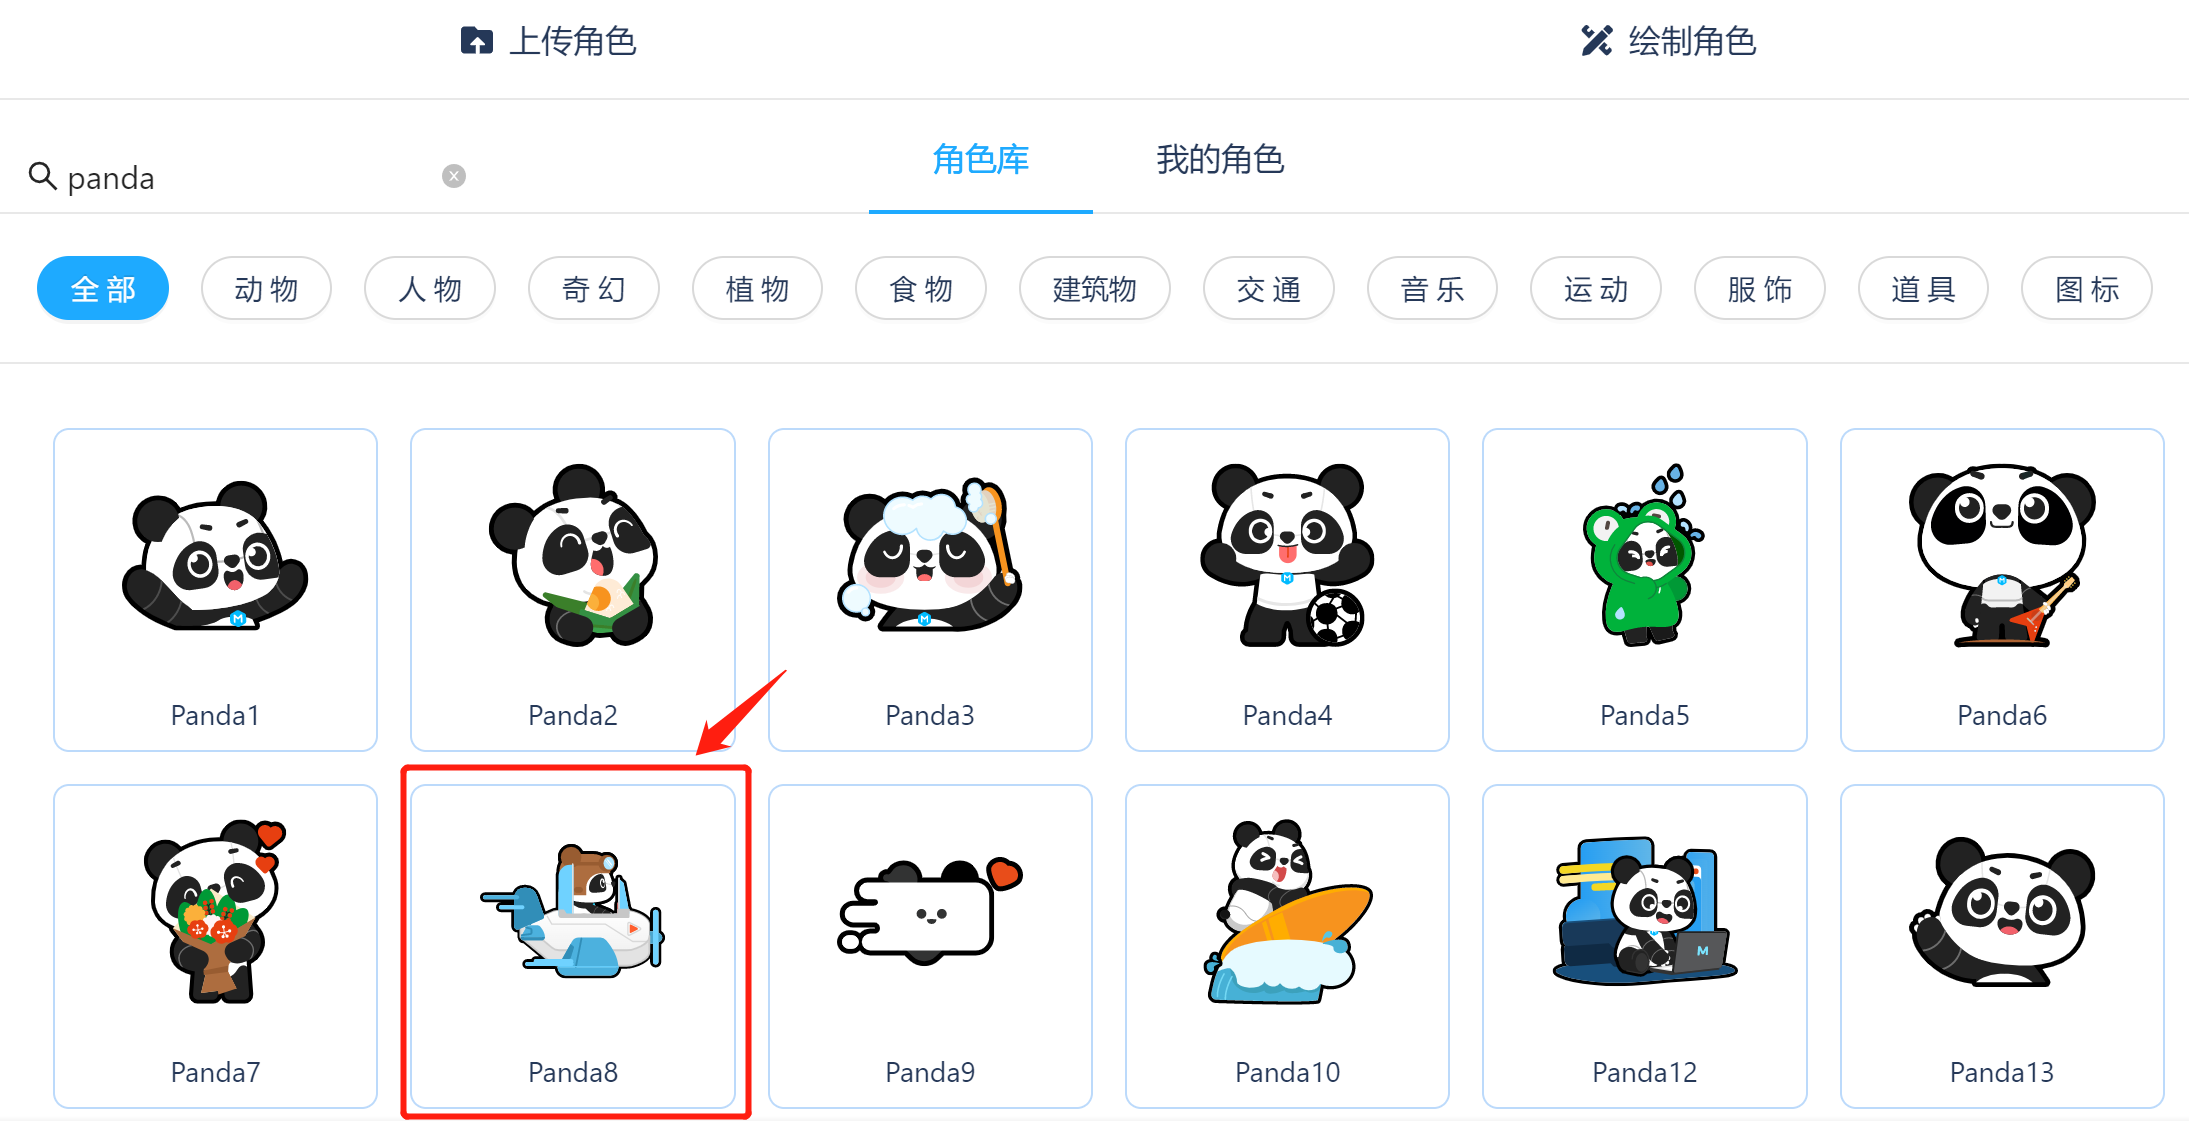 上传角色
绘制角色
panda
角色库
我的角色
全部 动物 人物 奇幻 植物 食物 建筑物 交通 音乐 运动 服饰 道具 图标
M
M
M
M
Panda1
Panda2
Panda3
Panda4
Panda5
Panda6
M
Panda7
Panda8
Panda9
Panda10
Panda12
Panda13